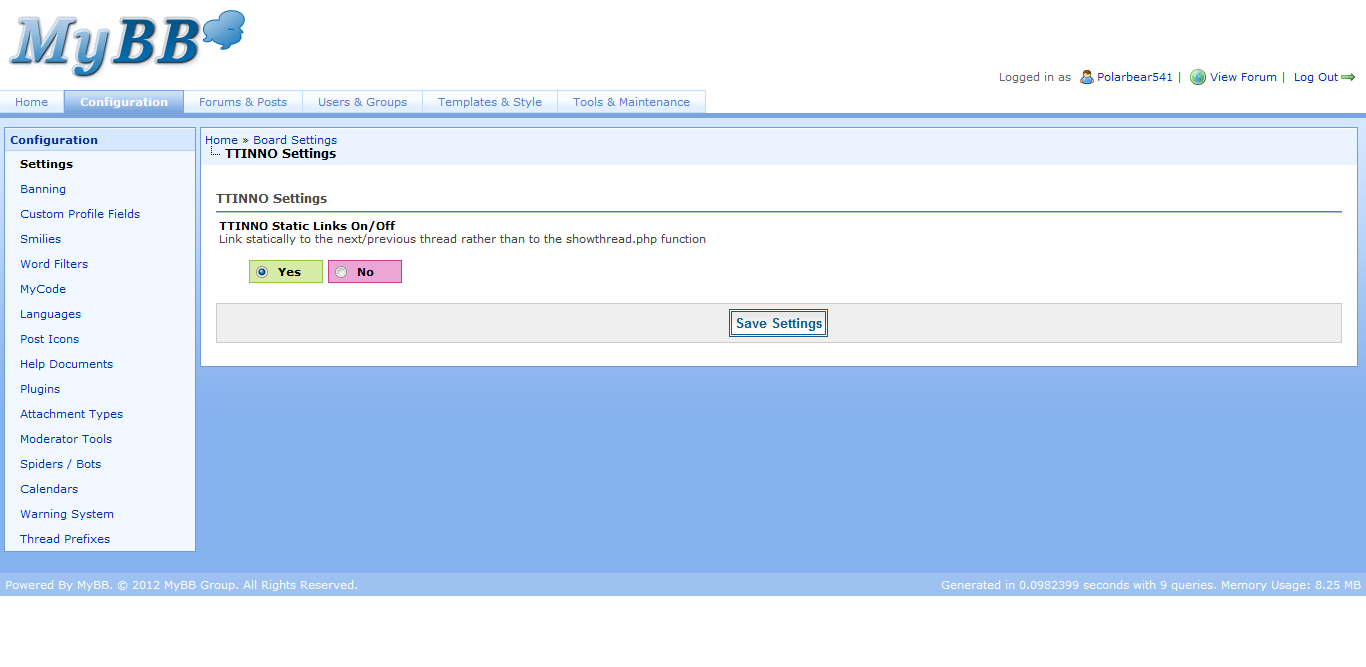 MyBB
Logged in as Polarbear541 | View Forum | Log Out
Home Configuration Forums & Posts Users & Groups Templates & Style Tools & Maintenance
Configuration
Settings
Banning
Custom Profile Fields
Smilies
Word Filters
MyCode
Languages
Post Icons
Help Documents
Plugins
Attachment Types
Moderator Tools
Spiders / Bots
Calendars
Warning System
Thread Prefixes
Home » Board Settings
TTINNO Settings
TTINNO Settings
TTINNO Static Links On/Off
Link statically to the next/previous thread rather than to the showthread.php function
Yes No
Save Settings
Powered By MyBB. © 2012 MyBB Group. All Rights Reserved.
Generated in 0.0982399 seconds with 9 queries. Memory Usage: 8.25 MB